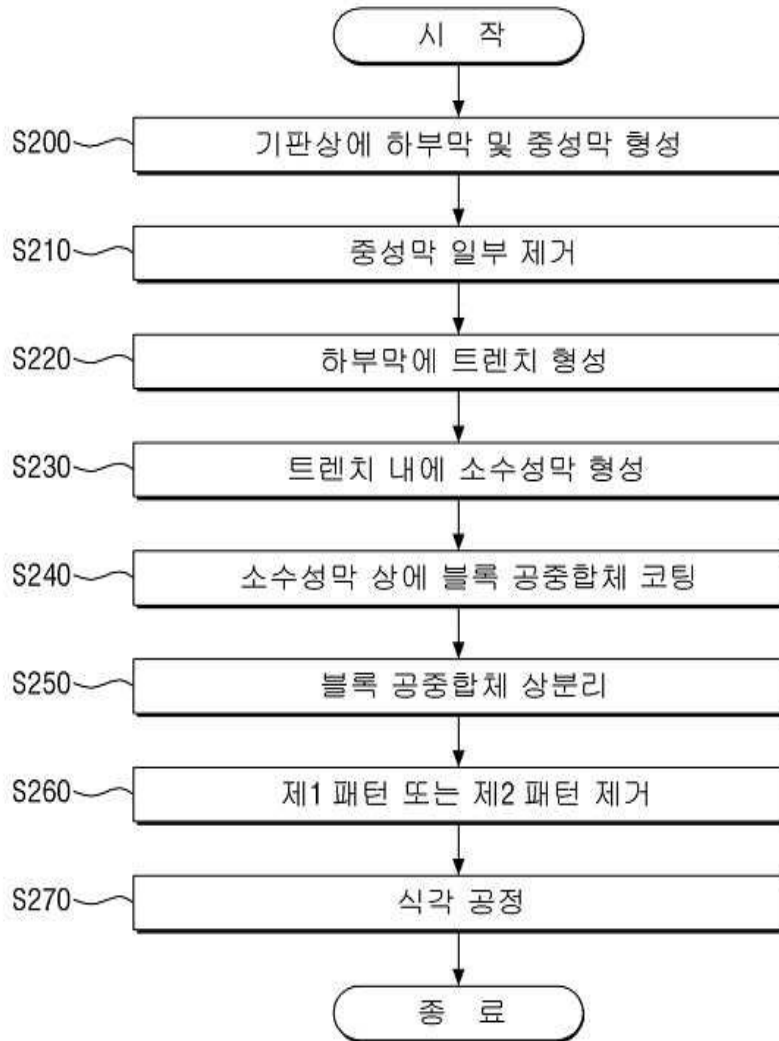 시 작
S200 기판상에 하부막 및 중성막 형성
S210 중성막 일부 제거
S220 하부막에 트렌치 형성
S230 트렌치 내에 소수성막 형성
S240 소수성막 상에 블록 공중합체 코팅
S250 블록 공중합체 상분리
S260 제1 패턴 또는 제2 패턴 제거
S270 식각 공정
종 료